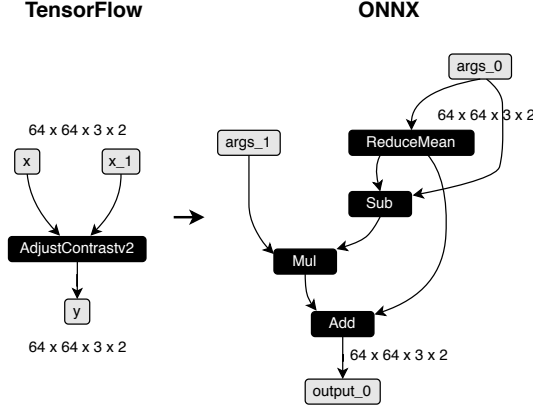 TensorFlow
ONNX
args_0
64 x 64 x 3 x 2
64 x 64 x 3 x 2
x
x_1
args_1
ReduceMean
Sub
AdjustContrastv2
Mul
y
Add
64 x 64 x 3 x 2
64 x 64 x 3 x 2
output_0